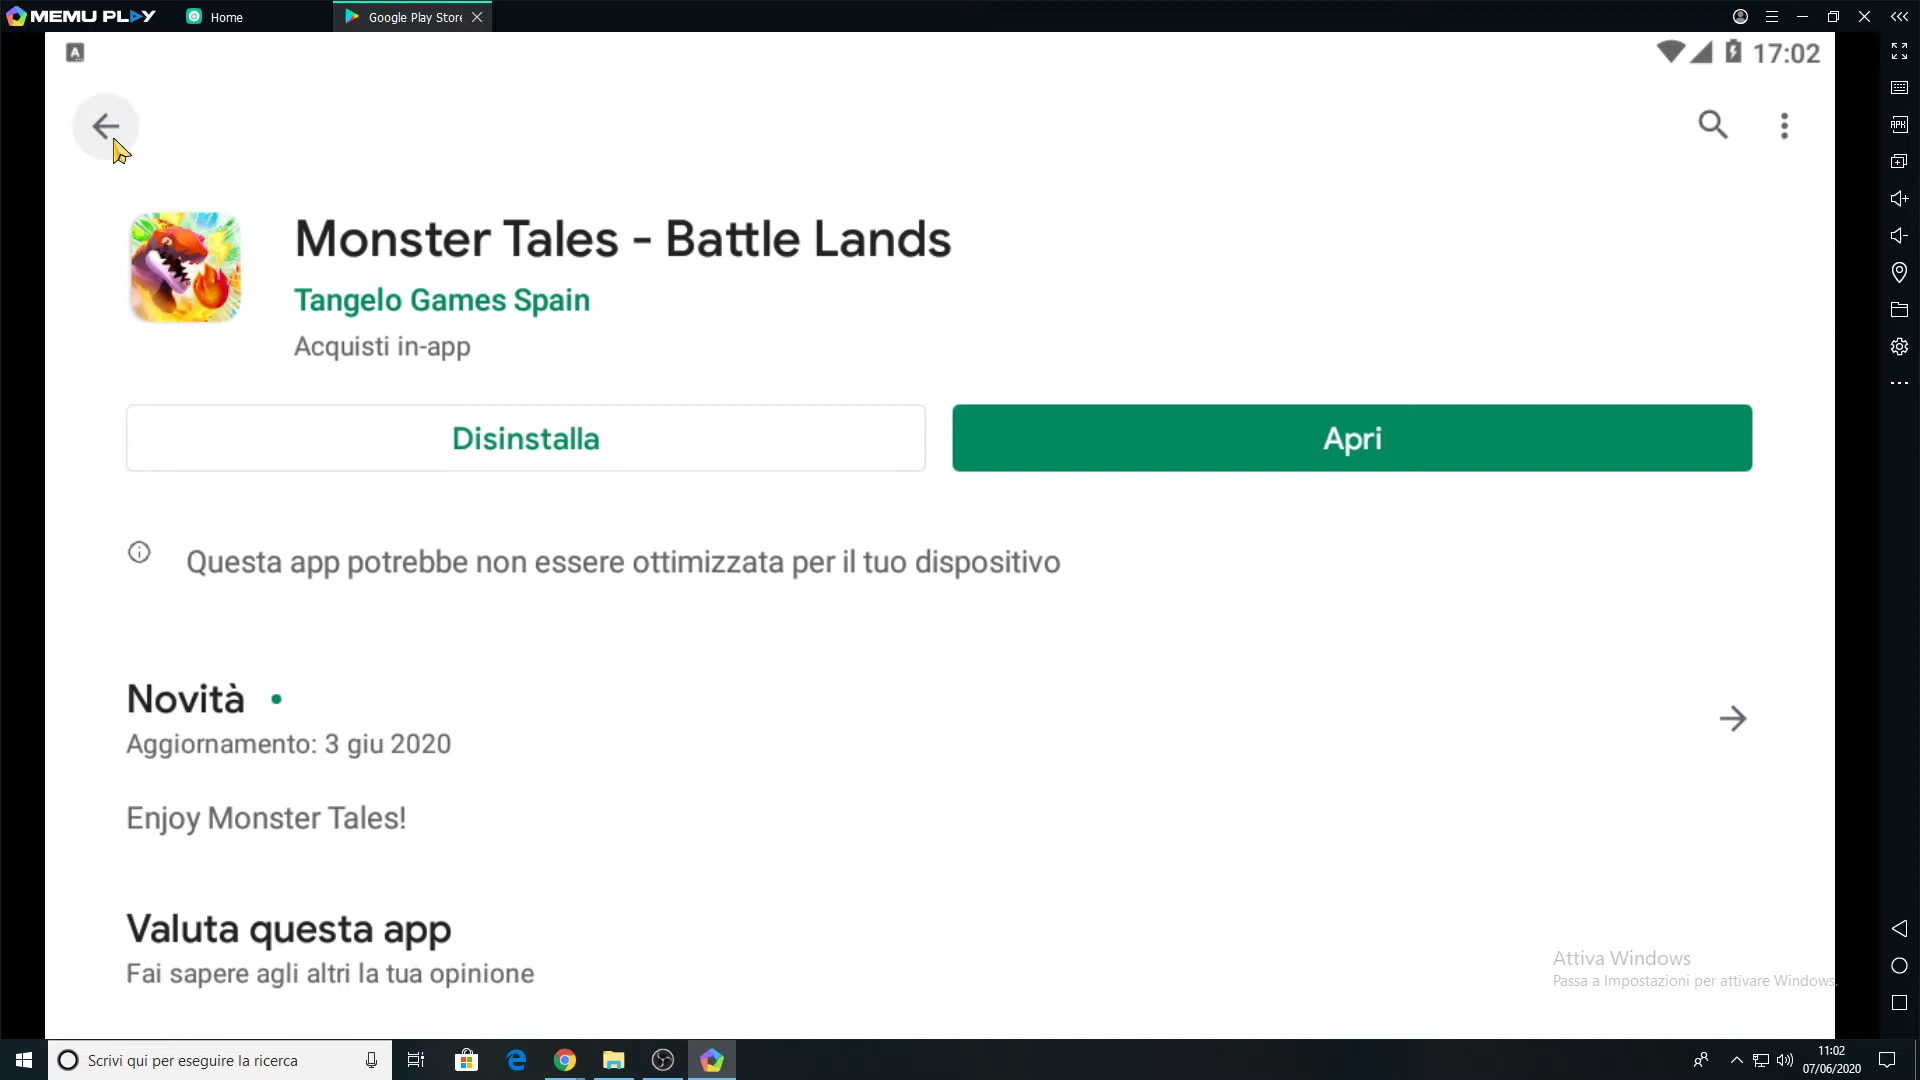 MEMU PLAY
Home
Google Play Store
A
17:02
APK
Monster Tales - Battle Lands
Tangelo Games Spain
Acquisti in-app
Disinstalla
Apri
Questa app potrebbe non essere ottimizzata per il tuo dispositivo
Novità
Aggiornamento: 3 giu 2020
Enjoy Monster Tales!
Valuta questa app
Fai sapere agli altri la tua opinione
Attiva Windows
Passa a Impostazioni per attivare Windows.
Scrivi qui per eseguire la ricerca
11:02
07/06/2020